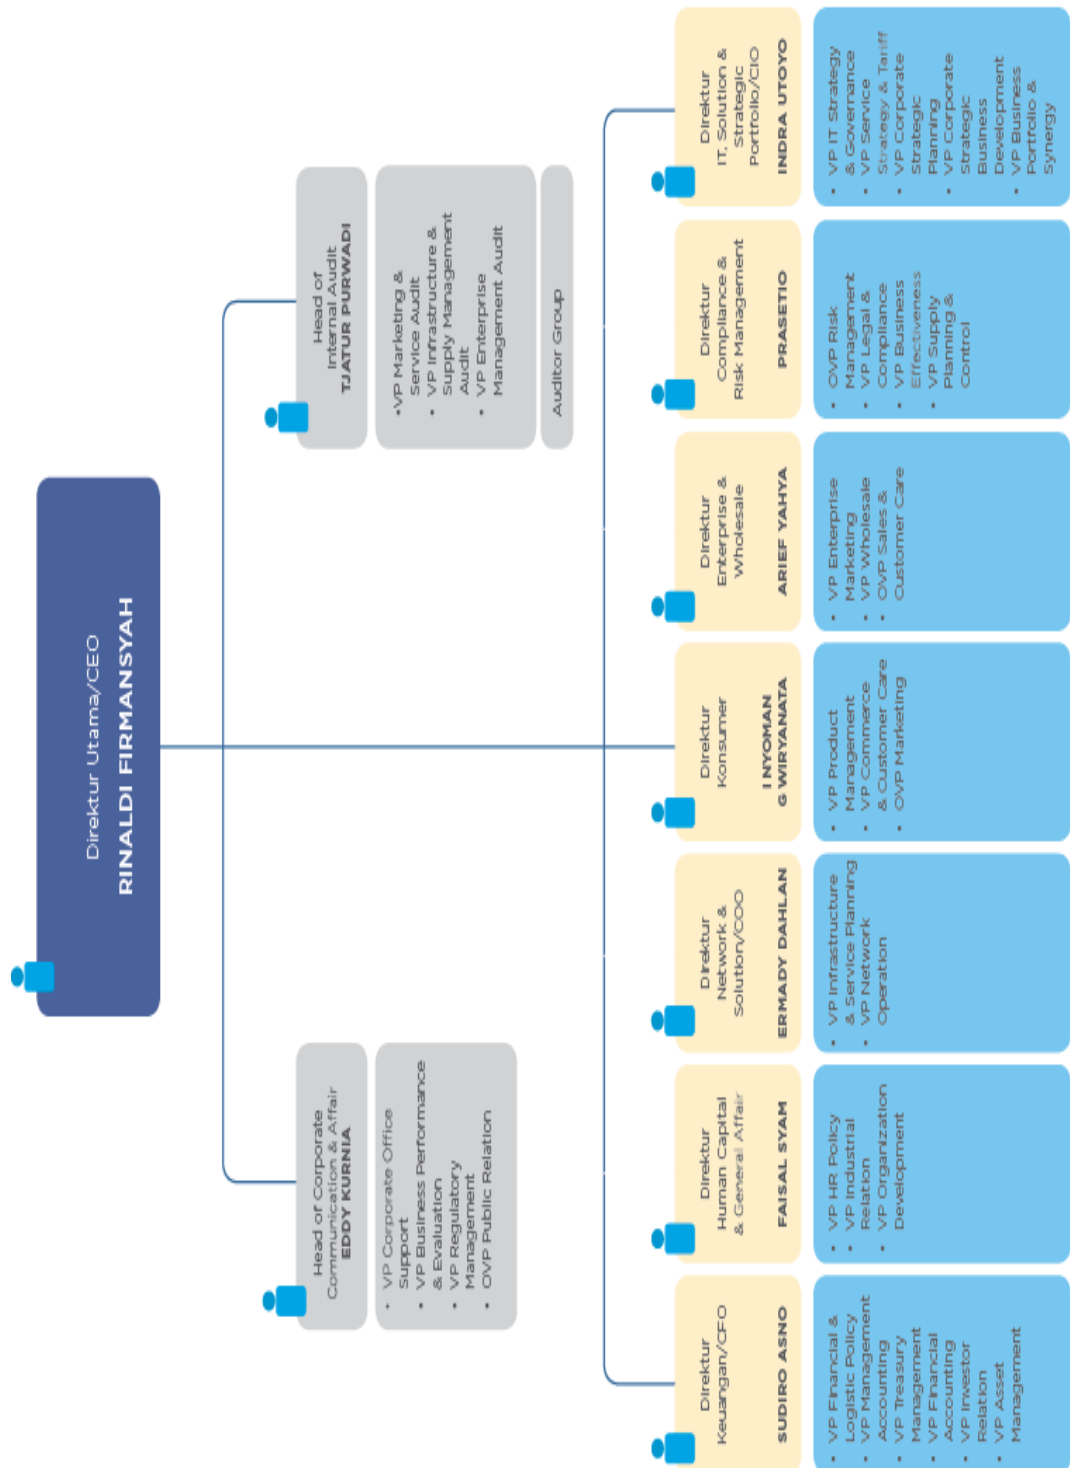 Direktur Utama/CEO
RINALDI FIRMANSYAH
Head of Corporate
Communication & Affair
EDDY KURNIA
• VP Corporate Office
Support
• VP Business Performance
& Evaluation
• VP Regulatory
Management
• OVP Public Relation
Head of
Internal Audit
TJATUR PURWADI
•VP Marketing &
Service Audit
• VP Infrastructure &
Supply Management
Audit
• VP Enterprise
Management Audit
Auditor Group
Direktur
Keuangan/CFO
SUDIRO ASNO
• VP Financial &
Logistic Policy
• VP Management
Accounting
• VP Treasury
Management
• VP Financial
Accounting
• VP Investor
Relation
• VP Asset
Management
Direktur
Human Capital
& General Affair
FAISAL SYAM
• VP HR Policy
• VP Industrial
Relation
• VP Organization
Development
Direktur
Network &
Solution/COO
ERMADY DAHLAN
• VP Infrastructure
& Service Planning
• VP Network
Operation
Direktur
Konsumer
I NYOMAN
G WIRYANATA
• VP Product
Management
• VP Commerce
& Customer Care
• OVP Marketing
Direktur
Enterprise &
Wholesale
ARIEF YAHYA
• VP Enterprise
Marketing
• VP Wholesale
• OVP Sales &
Customer Care
Direktur
Compliance &
Risk Management
PRASETIO
• OVP Risk
Management
• VP Legal &
Compliance
• VP Business
Effectiveness
• VP Supply
Planning &
Control
Direktur
IT, Solution &
Strategic
Portfolio/CIO
INDRA UTOYO
• VP IT Strategy
& Governance
• VP Service
Strategy & Tariff
• VP Corporate
Strategic
Planning
• VP Corporate
Strategic
Business
Development
• VP Business
Portfolio &
Synergy